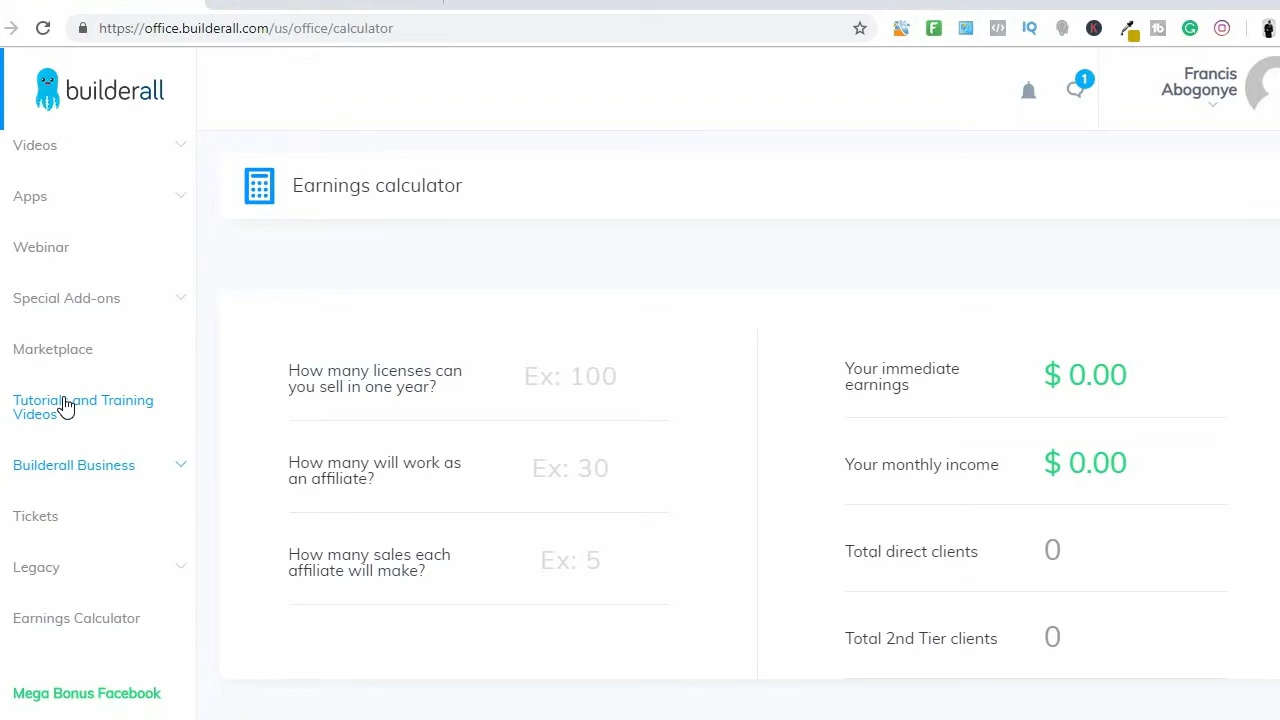 https://office.builderall.com/us/office/calculator
builderall
1
Francis
Abogonye
Videos
Apps
Webinar
Special Add-ons
Marketplace
Tutorials and Training
Videos
Builderall Business
Tickets
Legacy
Earnings Calculator
Mega Bonus Facebook
Earnings calculator
How many licenses can
you sell in one year?
Ex: 100
How many will work as
an affiliate?
Ex: 30
How many sales each
affiliate will make?
Ex: 5
Your immediate
earnings
$ 0.00
Your monthly income
$ 0.00
Total direct clients
0
Total 2nd Tier clients
0